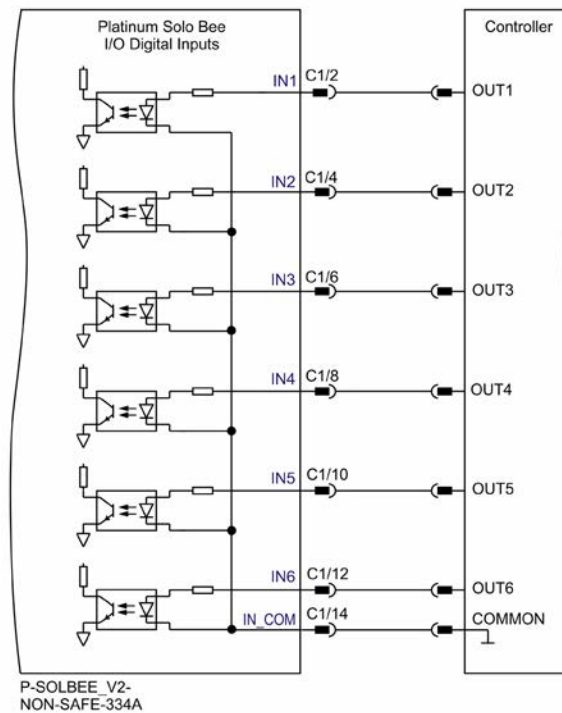 Platinum Solo Bee
I/O Digital Inputs
Controller
IN1 C1/2 OUT1
IN2 C1/4 OUT2
IN3 C1/6 OUT3
IN4 C1/8 OUT4
IN5 C1/10 OUT5
IN6 C1/12 OUT6
IN_COM C1/14 COMMON
P-SOLBEE_V2-
NON-SAFE-334A